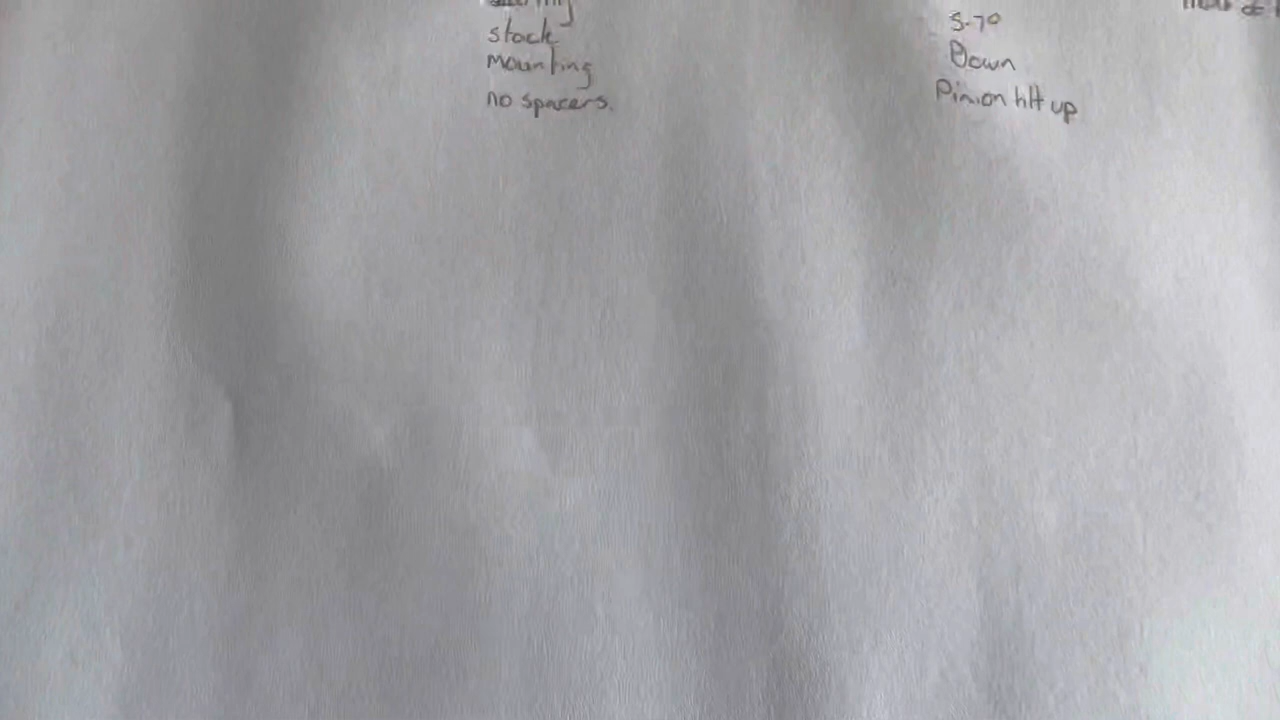 stock
mounting
no spacers.
5-7°
Down
Pinion tilt up